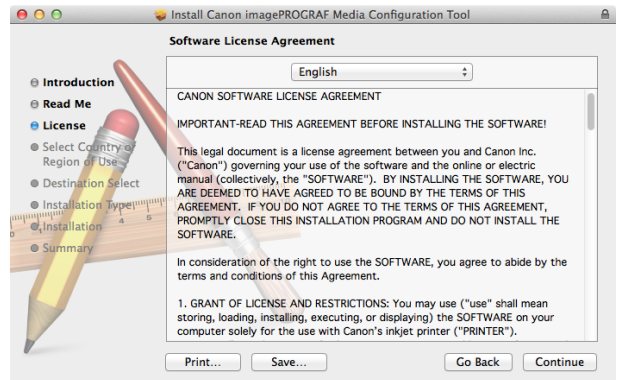 Install Canon imagePROGRAF Media Configuration Tool
Software License Agreement
English
Introduction
Read Me
License
Select Country or
Region of Use
Destination Select
Installation Type
Installation
Summary
4 5
CANON SOFTWARE LICENSE AGREEMENT
IMPORTANT-READ THIS AGREEMENT BEFORE INSTALLING THE SOFTWARE!
This legal document is a license agreement between you and Canon Inc.
("Canon") governing your use of the software and the online or electric
manual (collectively, the "SOFTWARE").  BY INSTALLING THE SOFTWARE, YOU
ARE DEEMED TO HAVE AGREED TO BE BOUND BY THE TERMS OF THIS
AGREEMENT.  IF YOU DO NOT AGREE TO THE TERMS OF THIS AGREEMENT,
PROMPTLY CLOSE THIS INSTALLATION PROGRAM AND DO NOT INSTALL THE
SOFTWARE.
In consideration of the right to use the SOFTWARE, you agree to abide by the
terms and conditions of this Agreement.
1. GRANT OF LICENSE AND RESTRICTIONS: You may use ("use" shall mean
storing, loading, installing, executing, or displaying) the SOFTWARE on your
computer solely for the use with Canon's inkjet printer ("PRINTER").
Print...
Save...
Go Back
Continue